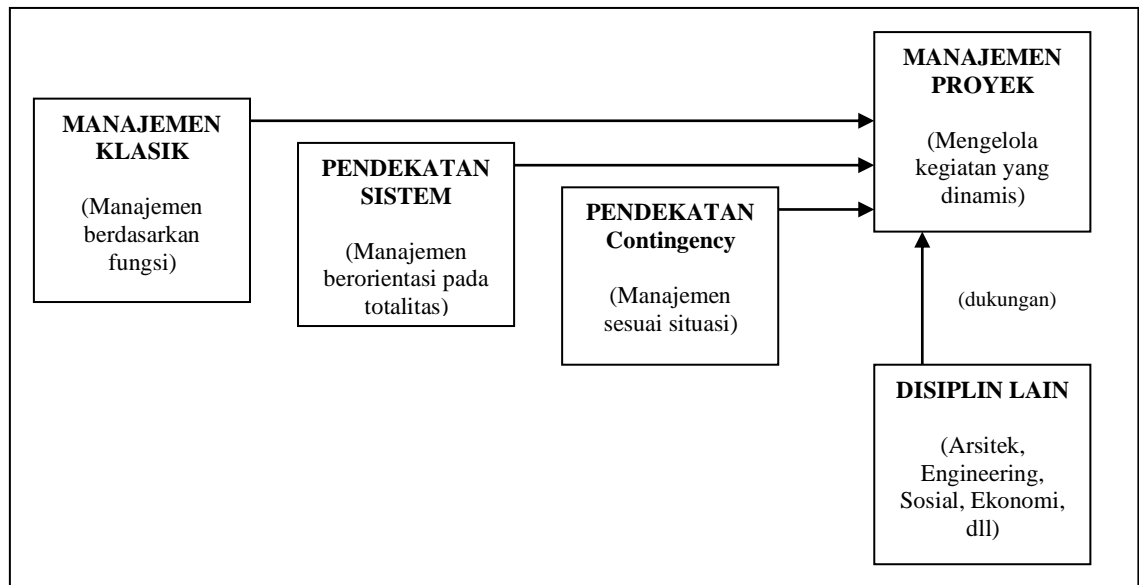 MANAJEMEN
KLASIK
(Manajemen
berdasarkan
fungsi)
PENDEKATAN
SISTEM
(Manajemen
berorientasi pada
totalitas)
PENDEKATAN
Contingency
(Manajemen
sesuai situasi)
MANAJEMEN
PROYEK
(Mengelola
kegiatan yang
dinamis)
(dukungan)
DISIPLIN LAIN
(Arsitek,
Engineering,
Sosial, Ekonomi,
dll)